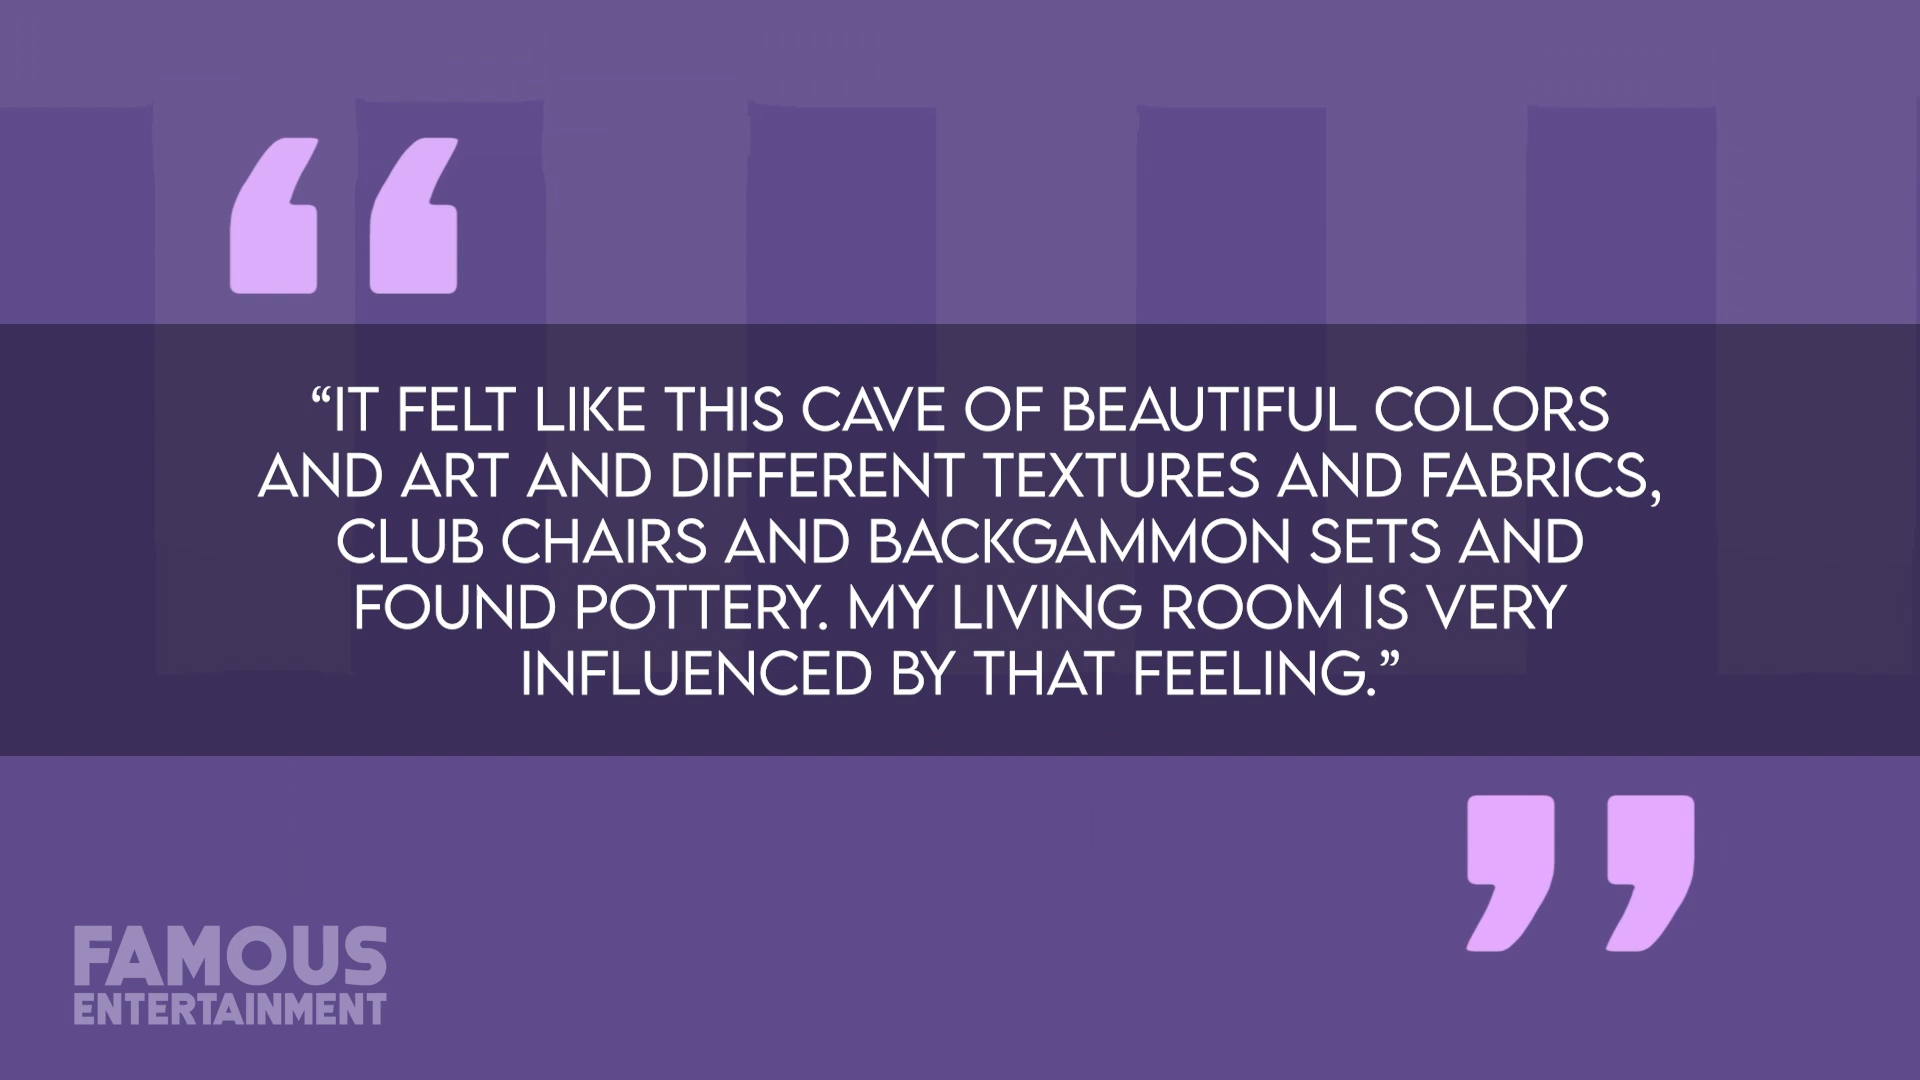 “IT FELT LIKE THIS CAVE OF BEAUTIFUL COLORS
AND ART AND DIFFERENT TEXTURES AND FABRICS,
CLUB CHAIRS AND BACKGAMMON SETS AND
FOUND POTTERY. MY LIVING ROOM IS VERY
INFLUENCED BY THAT FEELING.”
FAMOUS
ENTERTAINMENT